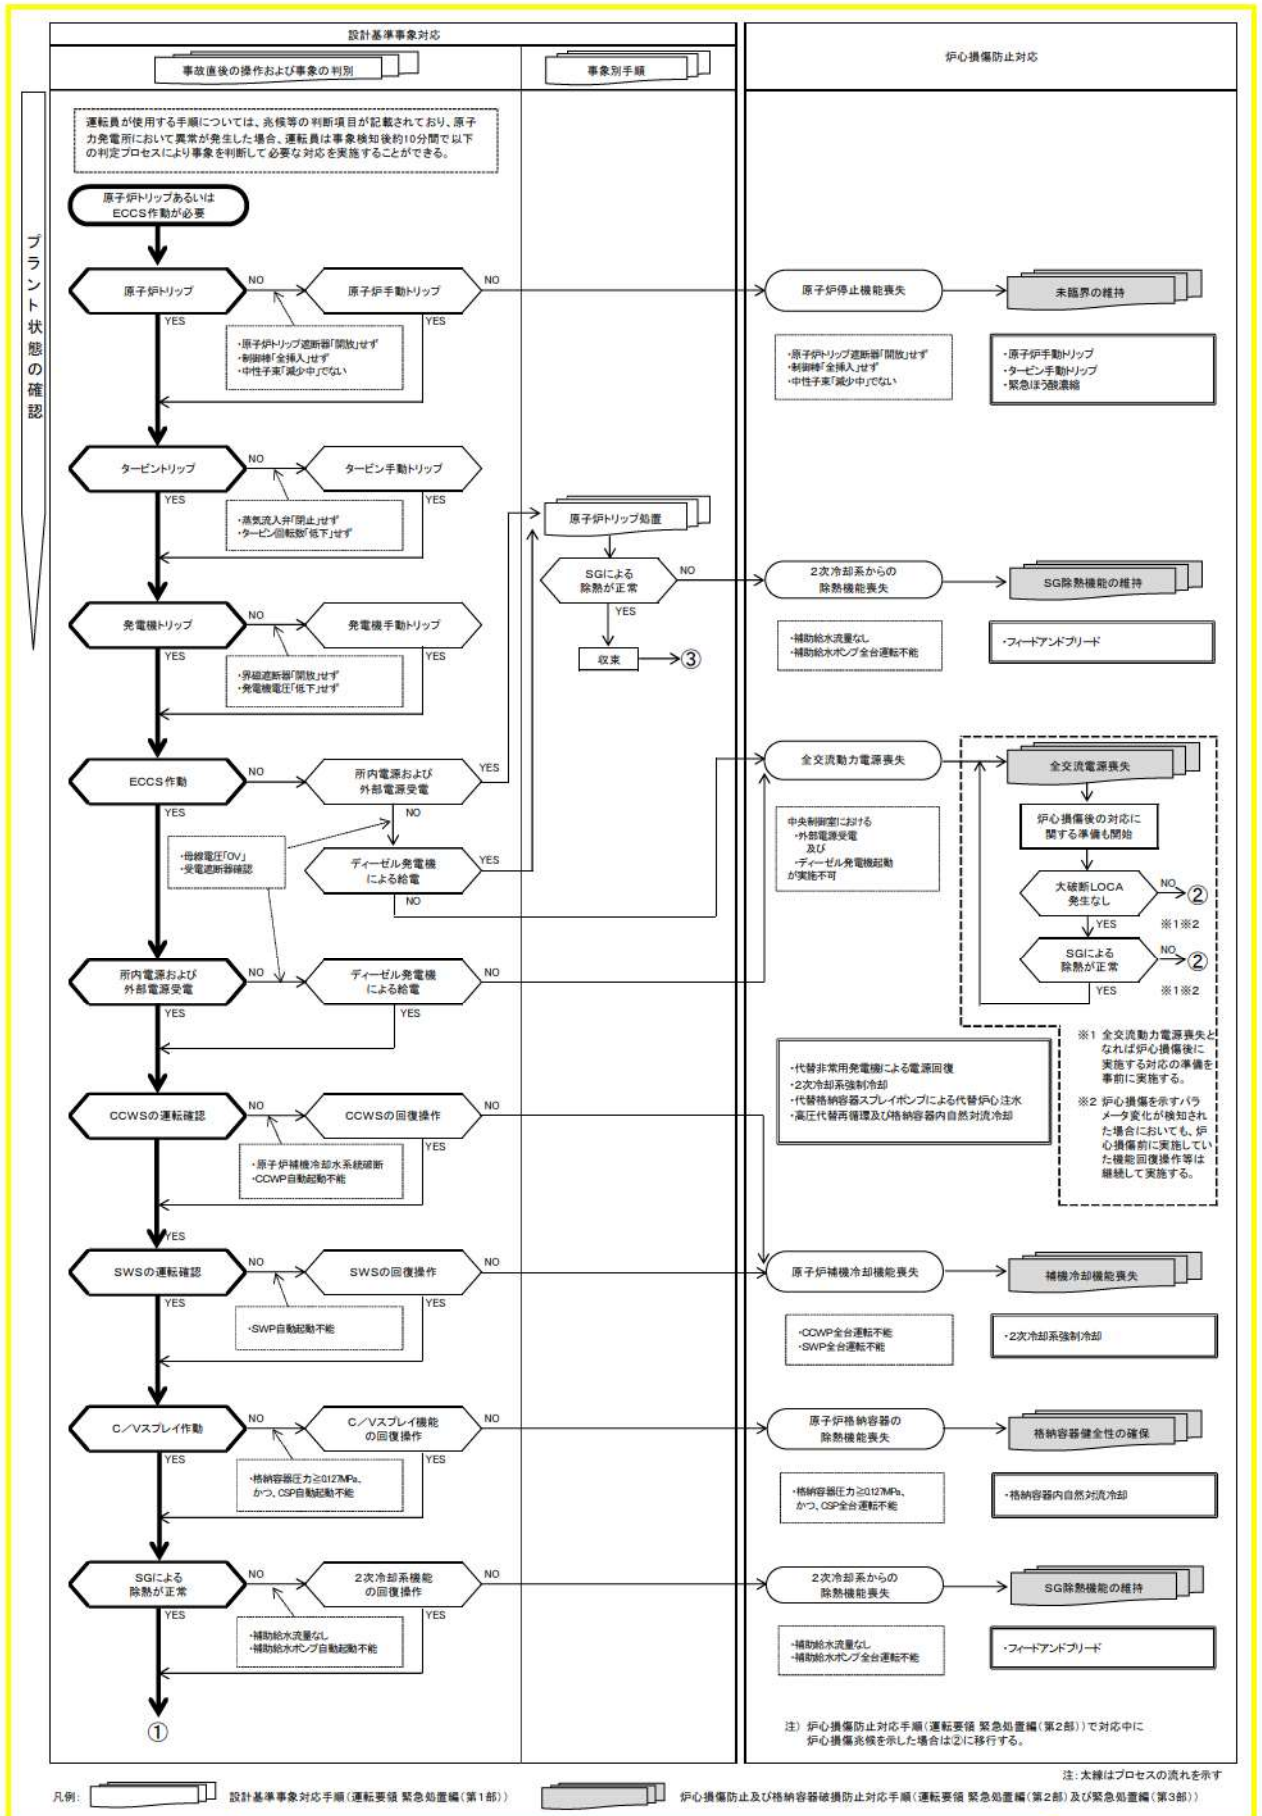 設計基準事象対応
炉心損傷防止対応
事故直後の操作および事象の判別
事象別手順
プラント状態の確認
運転員が使用する手順については、兆候等の判断項目が記載されており、原子
力発電所において異常が発生した場合、運転員は事象検知後約10分間で以下
の判定プロセスにより事象を判断して必要な対応を実施することができる。
原子炉トリップあるいは
ECCS作動が必要
原子炉トリップ
NO
YES
原子炉手動トリップ
NO
YES
・原子炉トリップ遮断器「開放」せず
・制御棒「全挿入」せず
・中性子束「減少中」でない
原子炉停止機能喪失
未臨界の維持
・原子炉トリップ遮断器「開放」せず
・制御棒「全挿入」せず
・中性子束「減少中」でない
・原子炉手動トリップ
・タービン手動トリップ
・緊急ほう酸濃縮
タービントリップ
NO
YES
タービン手動トリップ
YES
・蒸気流入弁「閉止」せず
・タービン回転数「低下」せず
原子炉トリップ処置
SGによる
除熱が正常
NO
YES
収束
③
2次冷却系からの
除熱機能喪失
SG除熱機能の維持
・補助給水流量なし
・補助給水ポンプ全台運転不能
・フィードアンドブリード
発電機トリップ
NO
YES
発電機手動トリップ
YES
・界磁遮断器「開放」せず
・発電機電圧「低下」せず
ECCS作動
NO
YES
所内電源および
外部電源受電
YES
NO
・母線電圧「0V」
・受電遮断器確認
ディーゼル発電機
による給電
YES
NO
全交流動力電源喪失
全交流電源喪失
中央制御室における
・外部電源受電
及び
・ディーゼル発電機起動
が実施不可
炉心損傷後の対応に
関する準備も開始
大破断LOCA
発生なし
NO
②
YES
※1※2
SGによる
除熱が正常
NO
②
YES
※1※2
所内電源および
外部電源受電
NO
YES
ディーゼル発電機
による給電
NO
YES
※1 全交流動力電源喪失と
なれば炉心損傷後に
実施する対応の準備を
事前に実施する。
※2 炉心損傷を示すパラ
メータ変化が検知され
た場合においても、炉
心損傷前に実施してい
た機能回復操作等は
継続して実施する。
・代替非常用発電機による電源回復
・2次冷却系強制冷却
・代替格納容器スプレイポンプによる代替炉心注水
・高圧代替再循環及び格納容器内自然対流冷却
CCWSの運転確認
NO
YES
CCWSの回復操作
NO
YES
・原子炉補機冷却水系統破断
・CCWP自動起動不能
SWSの運転確認
NO
YES
SWSの回復操作
NO
YES
・SWP自動起動不能
原子炉補機冷却機能喪失
補機冷却機能喪失
・CCWP全台運転不能
・SWP全台運転不能
・2次冷却系強制冷却
C/Vスプレイ作動
NO
YES
C/Vスプレイ機能
の回復操作
NO
YES
・格納容器圧力≧0.127MPa、
かつ、CSP自動起動不能
原子炉格納容器の
除熱機能喪失
格納容器健全性の確保
・格納容器圧力≧0.127MPa、
かつ、CSP全台運転不能
・格納容器内自然対流冷却
SGによる
除熱が正常
NO
YES
2次冷却系機能
の回復操作
NO
YES
・補助給水流量なし
・補助給水ポンプ自動起動不能
2次冷却系からの
除熱機能喪失
SG除熱機能の維持
・補助給水流量なし
・補助給水ポンプ全台運転不能
・フィードアンドブリード
①
注) 炉心損傷防止対応手順(運転要領 緊急処置編(第2部))で対応中に
炉心損傷兆候を示した場合は②に移行する。
注:太線はプロセスの流れを示す
凡例:
設計基準事象対応手順(運転要領 緊急処置編(第1部))
炉心損傷防止及び格納容器破損防止対応手順(運転要領 緊急処置編(第2部)及び緊急処置編(第3部))